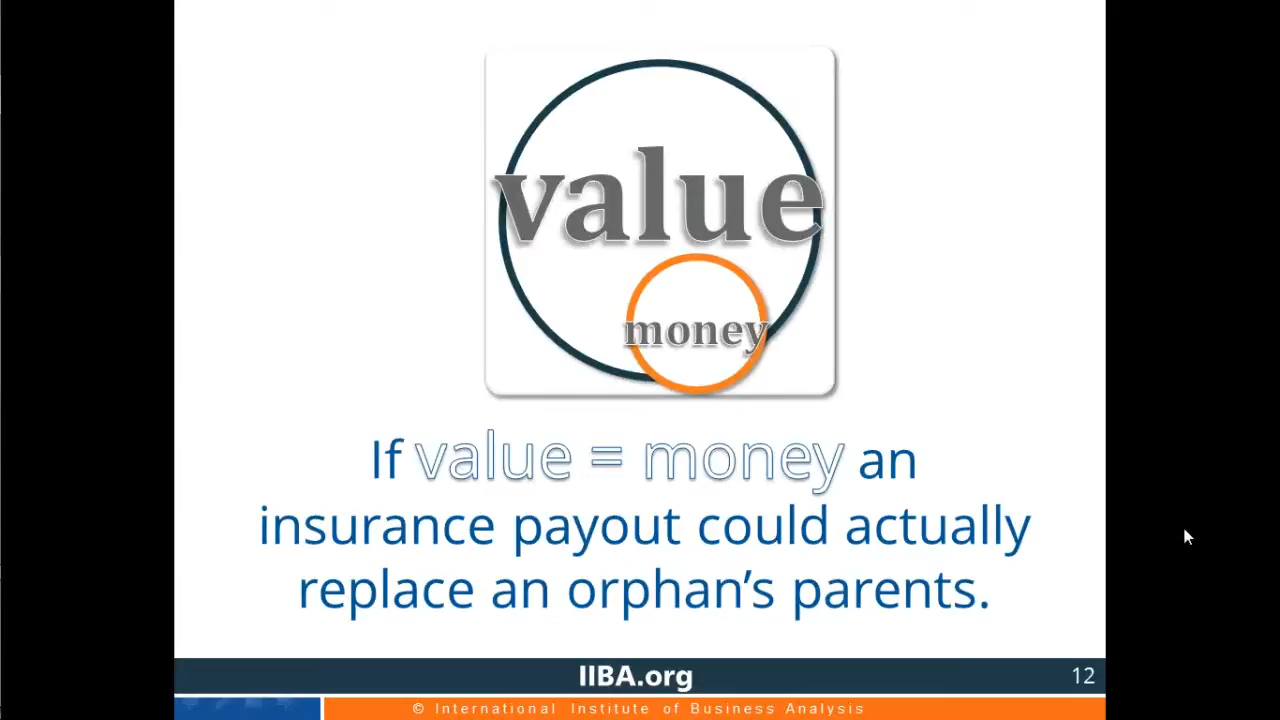 value
money
If value = money an
insurance payout could actually
replace an orphan’s parents.
IIBA.org
12
© International Institute of Business Analysis